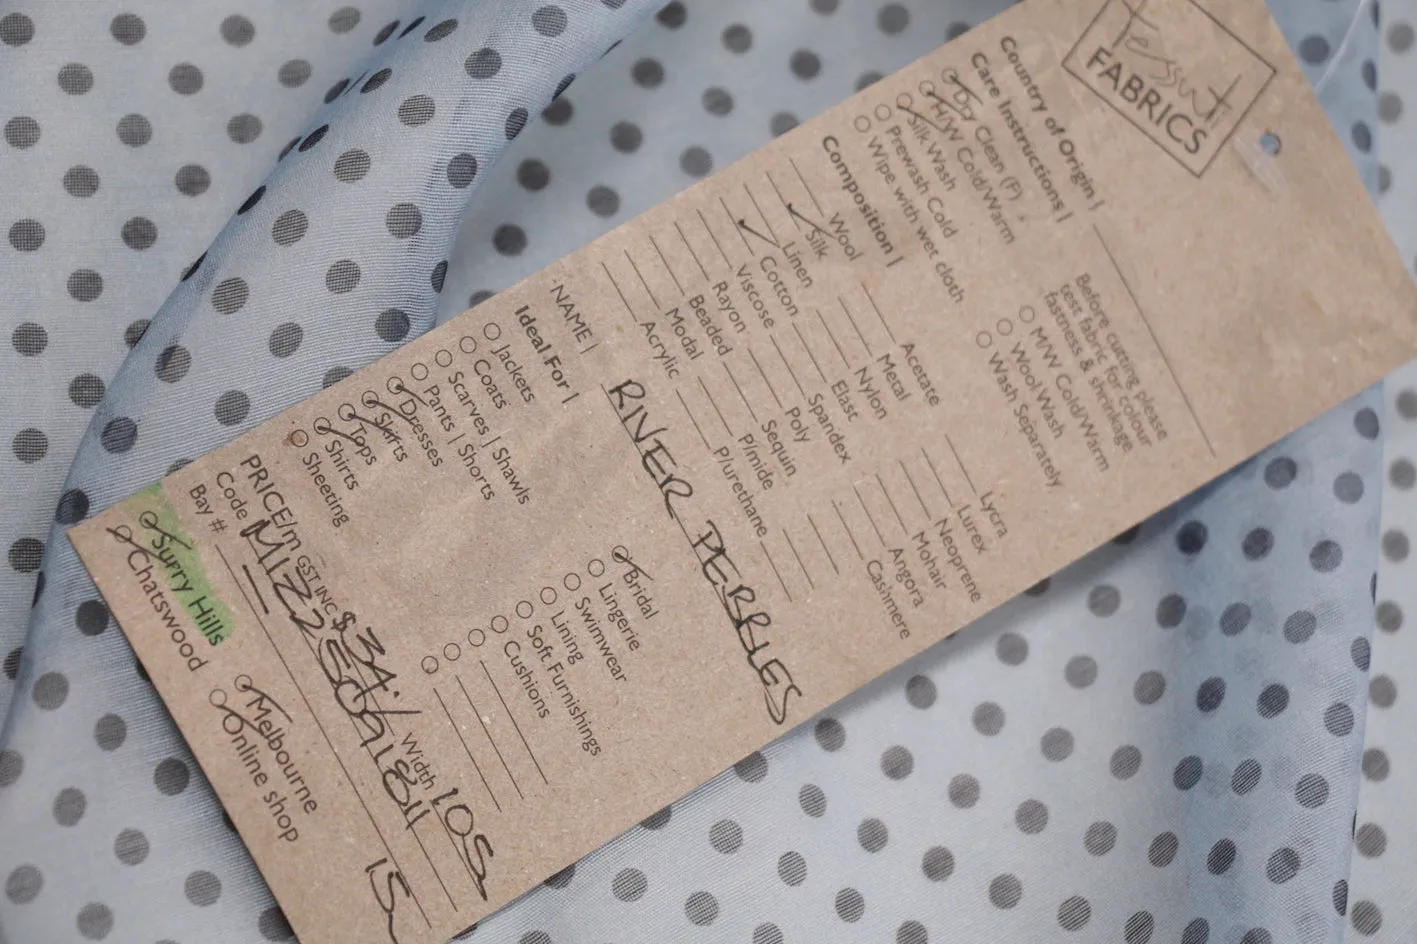 tessuti
FABRICS
Country of Origin |
Care Instructions |
Dry Clean (P)
H/W Cold/Warm
Silk Wash
Prewash Cold
Wipe with wet cloth
Before cutting please
test fabric for colour
fastness & shrinkage
M/W Cold/Warm
Wool Wash
Wash Separately
Composition |
Wool
Silk
Linen
Cotton
Viscose
Rayon
Beaded
Modal
Acrylic
Acetate
Metal
Nylon
Elast
Spandex
Poly
Sequin
P/mide
P/urethane
Lycra
Lurex
Neoprene
Mohair
Angora
Cashmere
NAME | RIVER PEBBLES
Ideal For |
Jackets
Coats
Scarves | Shawls
Pants | Shorts
Dresses
Skirts
Tops
Shirts
Sheeting
Bridal
Lingerie
Swimwear
Lining
Soft Furnishings
Cushions
PRICE/m GST INC $34. Width 105
Code
Bay # 15
Surry Hills
Chatswood
Melbourne
Online shop